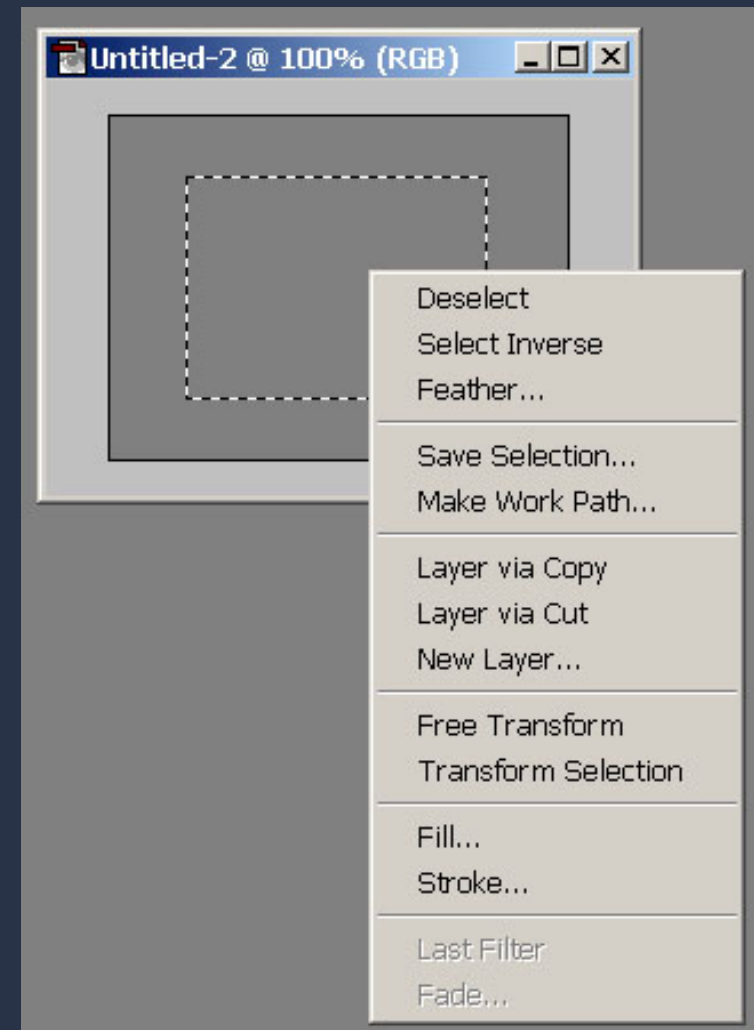 Untitled-2 @ 100% (RGB)
Deselect
Select Inverse
Feather...
Save Selection...
Make Work Path...
Layer via Copy
Layer via Cut
New Layer...
Free Transform
Transform Selection
Fill...
Stroke...
Last Filter
Fade...